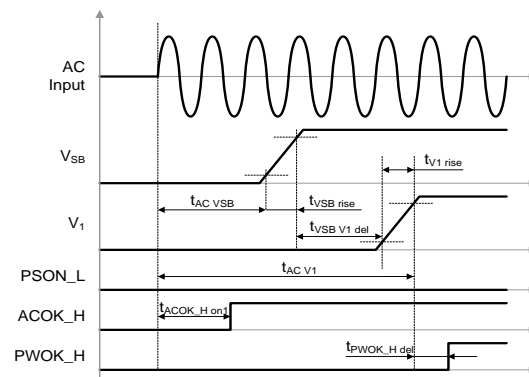 AC
Input
VSB
tV1 rise
tAC VSB
tVSB rise
V1
tVSB V1 del
PSON_L
tAC V1
ACOK_H
tACOK_H on1
PWOK_H
tPWOK_H del